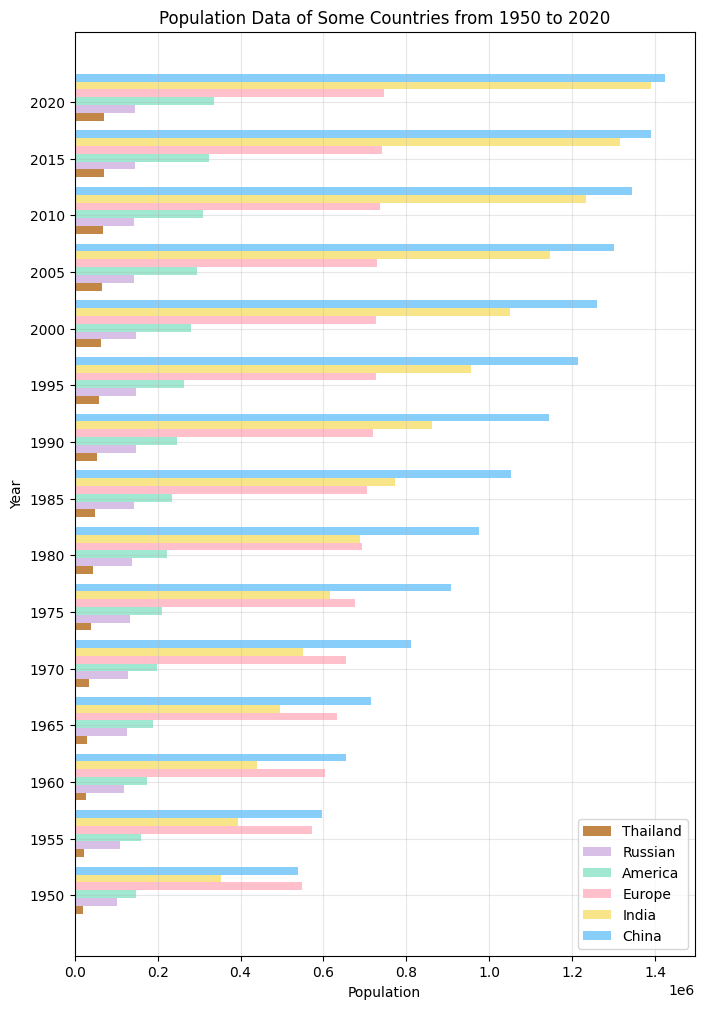 Population Data of Some Countries from 1950 to 2020
2020
2015
2010
2005
2000
1995
1990
1985
1980
1975
1970
1965
1960
1955
1950
Year
Thailand
Russian
America
Europe
India
China
0.0 0.2 0.4 0.6 0.8 1.0 1.2 1.4
1e6
Population